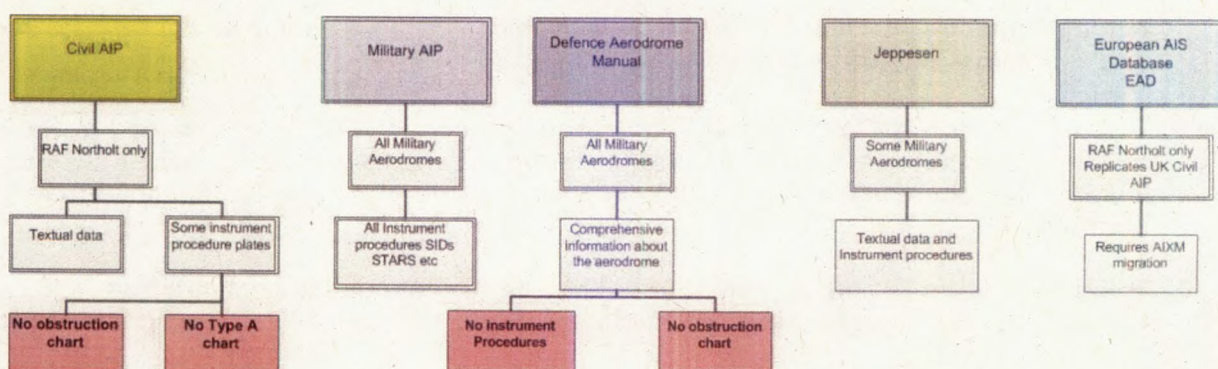 Civil AIP
RAF Northolt only
Textual data
Some instrument
procedure plates
No obstruction
chart
No Type A
chart
Military AIP
All Military
Aerodromes
All Instrument
procedures SIDs
STARS etc
Defence Aerodrome
Manual
All Military
Aerodromes
Comprehensive
information about
the aerodrome
No instrument
Procedures
No obstruction
chart
Jeppesen
Some Military
Aerodromes
Textual data and
Instrument procedures
European AIS
Database
EAD
RAF Northolt only
Replicates UK Civil
AIP
Requires AIXM
migration